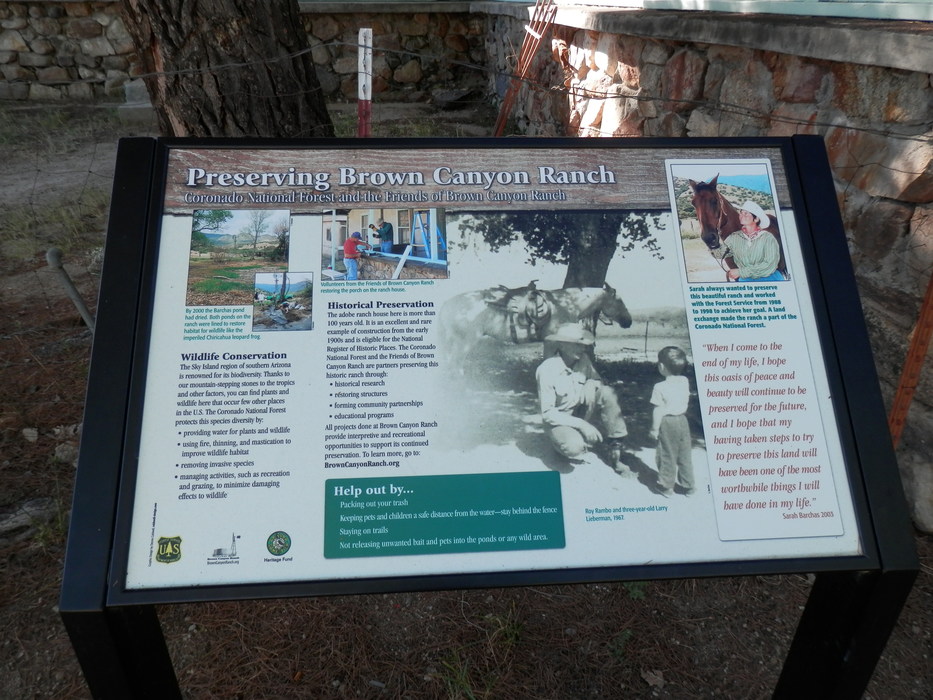 Preserving Brown Canyon Ranch
Coronado National Forest and the Friends of Brown Canyon Ranch
By 2000 the Barchas pond
had dried. Both ponds on the
ranch were lined to restore
habitat for wildlife like the
imperiled Chiricahua leopard frog.
Wildlife Conservation
The Sky Island region of southern Arizona
is renowned for its biodiversity. Thanks to
our mountain-stepping stones to the tropics
and other factors, you can find plants and
wildlife here that occur few other places
in the U.S. The Coronado National Forest
protects this species diversity by:
• providing water for plants and wildlife
• using fire, thinning, and mastication to
improve wildlife habitat
• removing invasive species
• managing activities, such as recreation
and grazing, to minimize damaging
effects to wildlife
Volunteers from the Friends of Brown Canyon Ranch
restoring the porch on the ranch house.
Historical Preservation
The adobe ranch house here is more than
100 years old. It is an excellent and rare
example of construction from the early
1900s and is eligible for the National
Register of Historic Places. The Coronado
National Forest and the Friends of Brown
Canyon Ranch are partners preserving this
historic ranch through:
• historical research
• restoring structures
• forming community partnerships
• educational programs
All projects done at Brown Canyon Ranch
provide interpretive and recreational
opportunities to support its continued
preservation. To learn more, go to:
BrownCanyonRanch.org
Help out by...
Packing out your trash
Keeping pets and children a safe distance from the water—stay behind the fence
Staying on trails
Not releasing unwanted bait and pets into the ponds or any wild area.
Roy Rambo and three-year-old Larry
Lieberman, 1961.
Sarah always wanted to preserve
this beautiful ranch and worked
with the Forest Service from 1988
to 1998 to achieve her goal. A land
exchange made the ranch a part of the
Coronado National Forest.
"When I come to the
end of my life, I hope
this oasis of peace and
beauty will continue to be
preserved for the future,
and I hope that my
having taken steps to try
to preserve this land will
have been one of the most
worthwhile things I will
have done in my life."
Sarah Barchas 2003
US
Heritage Fund